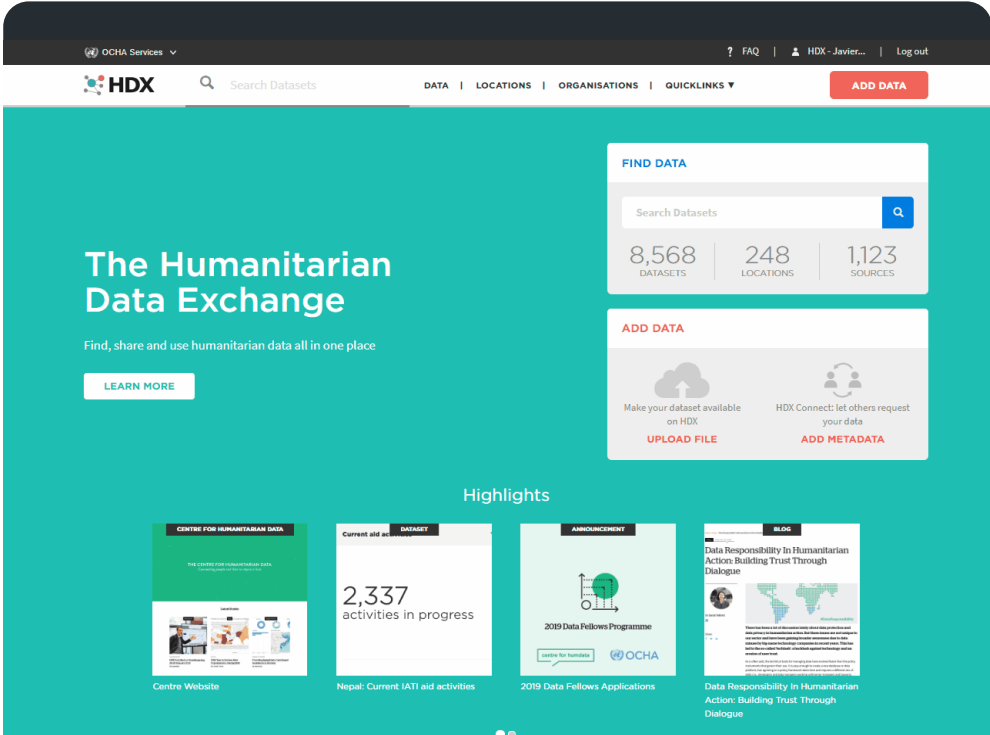 OCHA Services
? FAQ | HDX - Javier... | Log out
HDX
Search Datasets
DATA | LOCATIONS | ORGANISATIONS | QUICKLINKS ▼
ADD DATA
FIND DATA
Search Datasets
8,568 248 1,123
DATASETS LOCATIONS SOURCES
The Humanitarian
Data Exchange
Find, share and use humanitarian data all in one place
LEARN MORE
ADD DATA
Make your dataset available
on HDX
UPLOAD FILE
HDX Connect: let others request
your data
ADD METADATA
Highlights
CENTRE FOR HUMANITARIAN DATA
THE CENTRE FOR HUMANITARIAN DATA
Centre Website
DATASET
Current aid
2,337
activities in progress
Nepal: Current IATI aid activities
ANNOUNCEMENT
2019 Data Fellows Programme
centre for humdata
OCHA
2019 Data Fellows Applications
BLOG
Data Responsibility In Humanitarian
Action: Building Trust Through
Dialogue
Data Responsibility In Humanitarian
Action: Building Trust Through
Dialogue